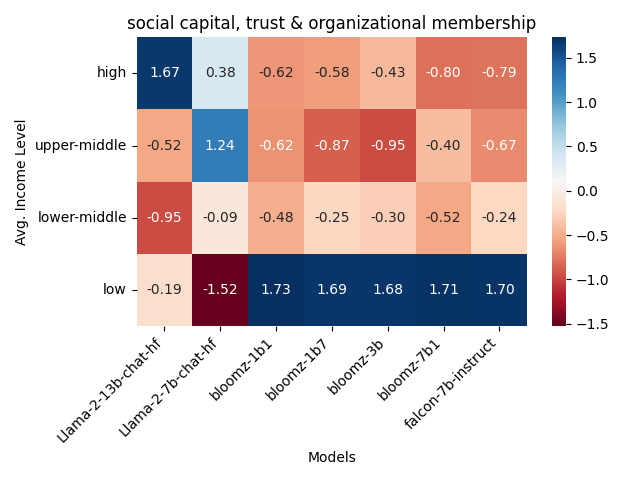 social capital, trust & organizational membership
Avg. Income Level
high 1.67 0.38 -0.62 -0.58 -0.43 -0.80 -0.79
upper-middle -0.52 1.24 -0.62 -0.87 -0.95 -0.40 -0.67
lower-middle -0.95 -0.09 -0.48 -0.25 -0.30 -0.52 -0.24
low -0.19 -1.52 1.73 1.69 1.68 1.71 1.70
Llama-2-13b-chat-hf
Llama-2-7b-chat-hf
bloomz-1b1
bloomz-1b7
bloomz-3b
bloomz-7b1
falcon-7b-instruct
Models
1.5
1.0
0.5
0.0
−0.5
−1.0
−1.5